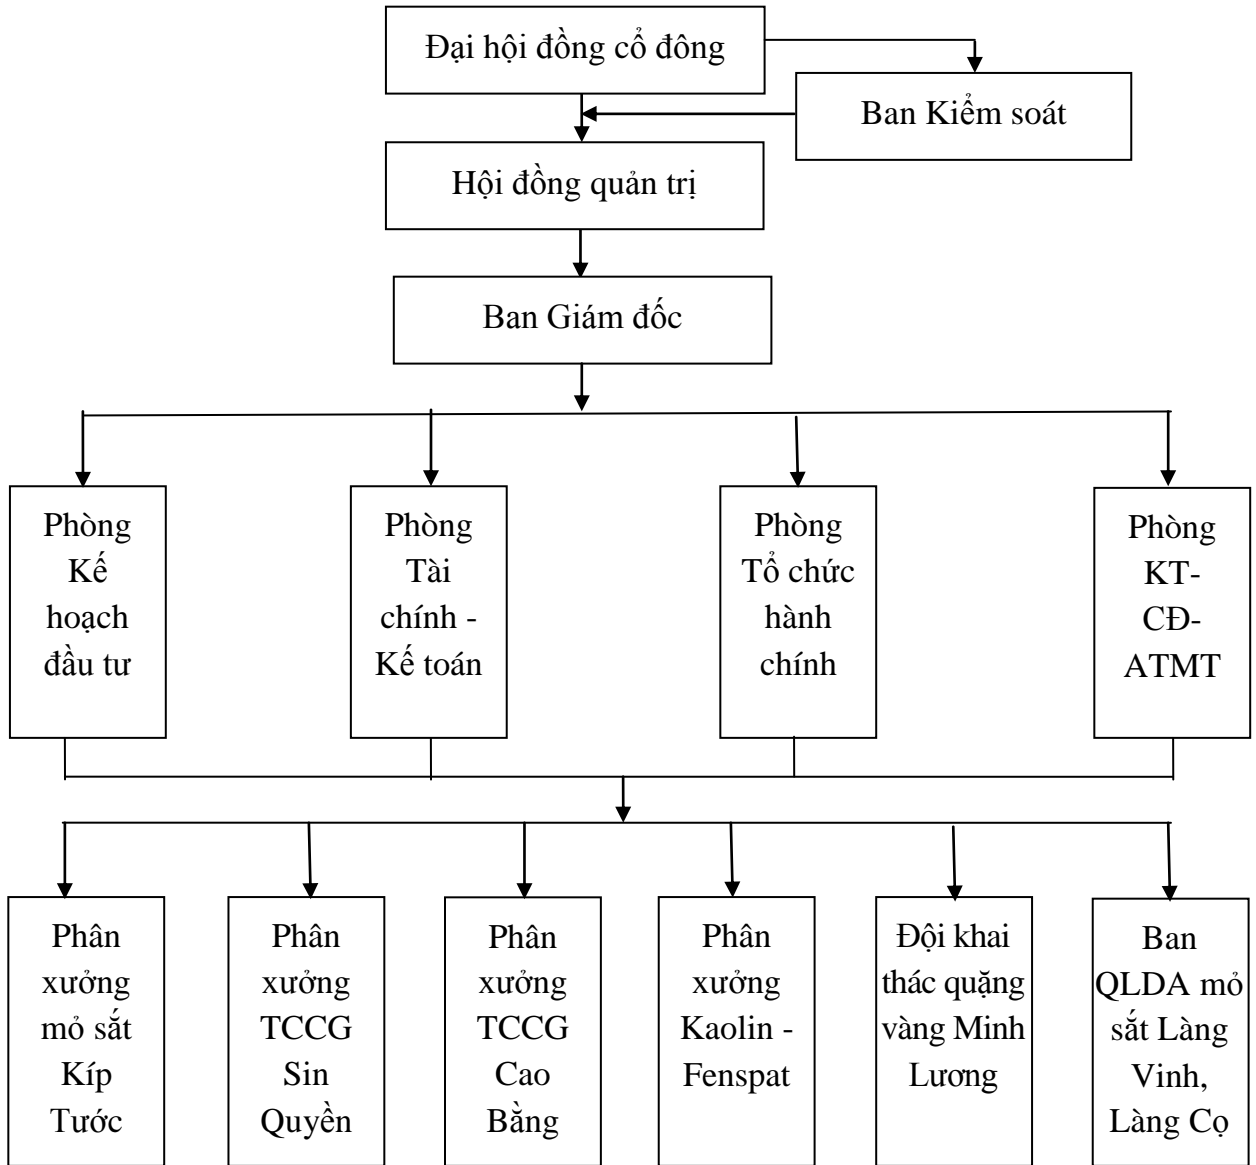 Đại hội đồng cổ đông
Ban Kiểm soát
Hội đồng quản trị
Ban Giám đốc
Phòng
Kế
hoạch
đầu tư
Phòng
Tài
chính -
Kế toán
Phòng
Tổ chức
hành
chính
Phòng
KT-
CĐ-
ATMT
Phân
xưởng
mỏ sắt
Kíp
Tước
Phân
xưởng
TCCG
Sin
Quyền
Phân
xưởng
TCCG
Cao
Bằng
Phân
xưởng
Kaolin -
Fenspat
Đội khai
thác quặng
vàng Minh
Lương
Ban
QLDA mỏ
sắt Làng
Vinh,
Làng Cọ